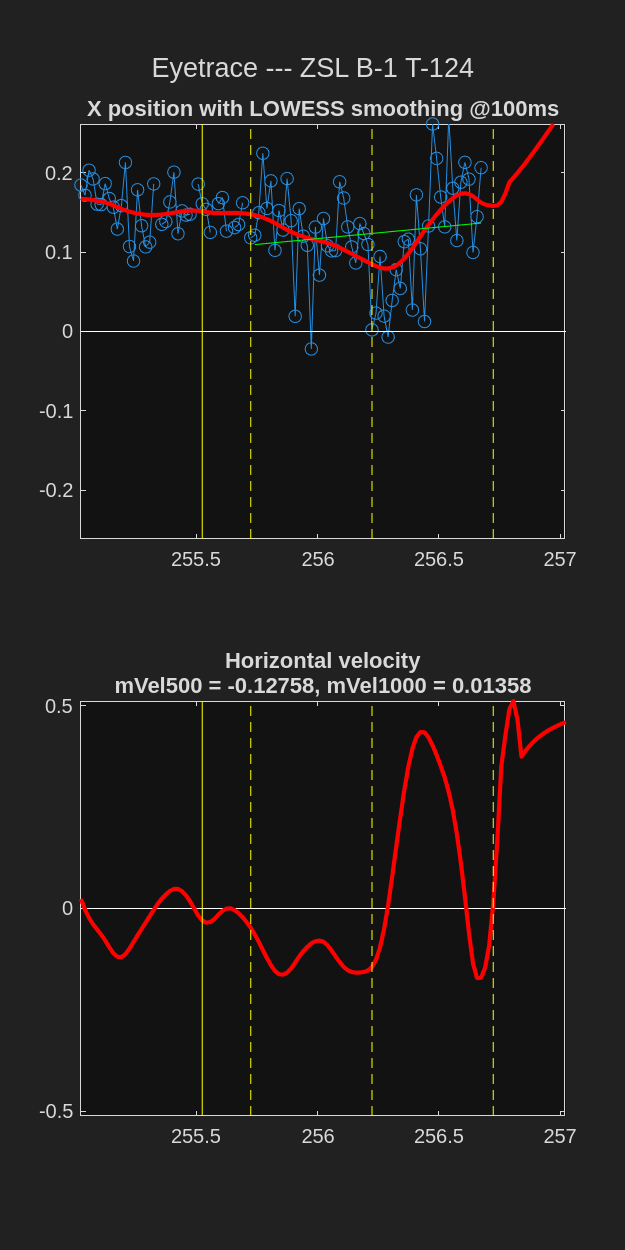 Eyetrace --- ZSL B-1 T-124
X position with LOWESS smoothing @100ms
0.2
0.1
0
-0.1
-0.2
255.5 256 256.5 257
Horizontal velocity
mVel500 = -0.12758, mVel1000 = 0.01358
0.5
0
-0.5
255.5 256 256.5 257